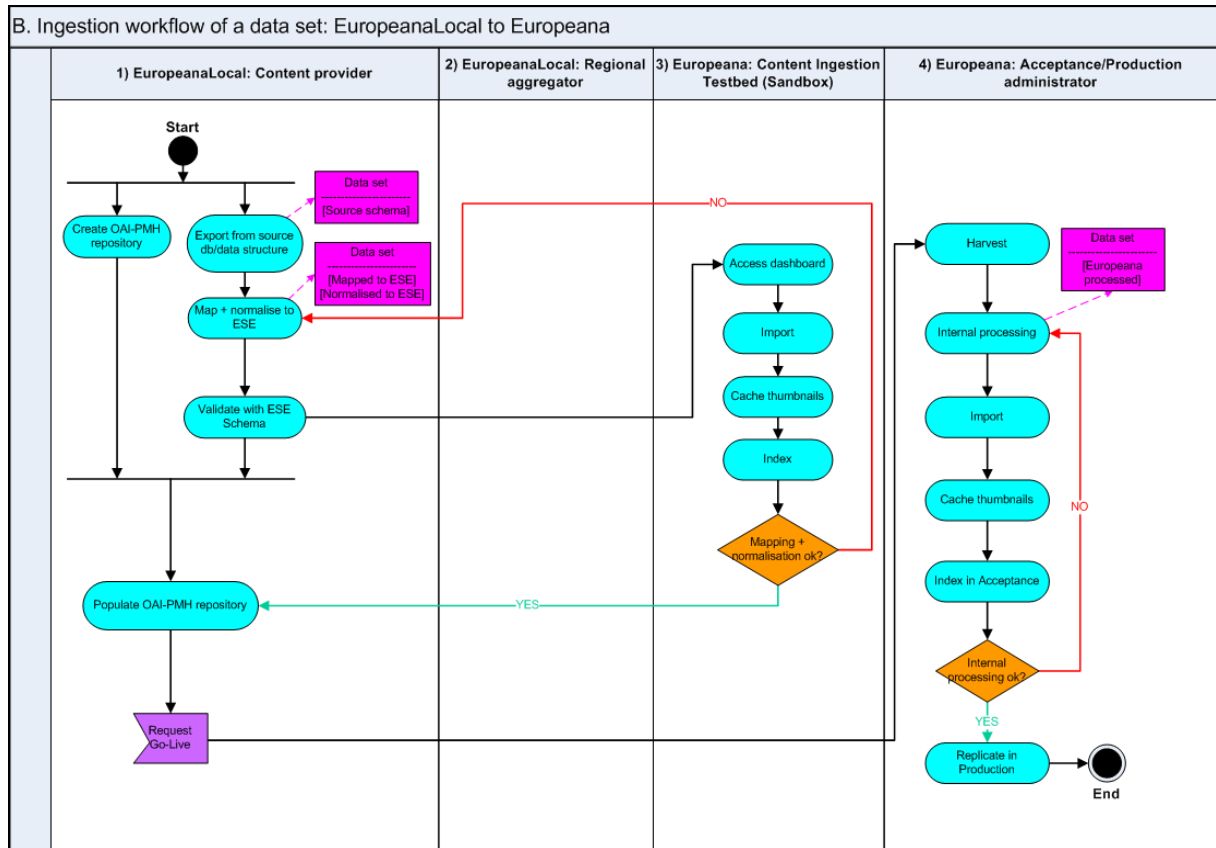 B. Ingestion workflow of a data set: EuropeanaLocal to Europeana
1) EuropeanaLocal: Content provider
2) EuropeanaLocal: Regional
aggregator
3) Europeana: Content Ingestion
Testbed (Sandbox)
4) Europeana: Acceptance/Production
administrator
Start
Create OAI-PMH
repository
Export from source
db/data structure
Data set
------------------------
[Source schema]
Data set
------------------------
[Mapped to ESE]
[Normalised to ESE]
Map + normalise to
ESE
Validate with ESE
Schema
Populate OAI-PMH repository
Request
Go-Live
NO
Access dashboard
Import
Cache thumbnails
Index
Mapping +
normalisation ok?
YES
Harvest
Data set
------------------------
[Europeana
processed]
Internal processing
Import
Cache thumbnails
NO
Index in Acceptance
Internal
processing ok?
YES
Replicate in
Production
End